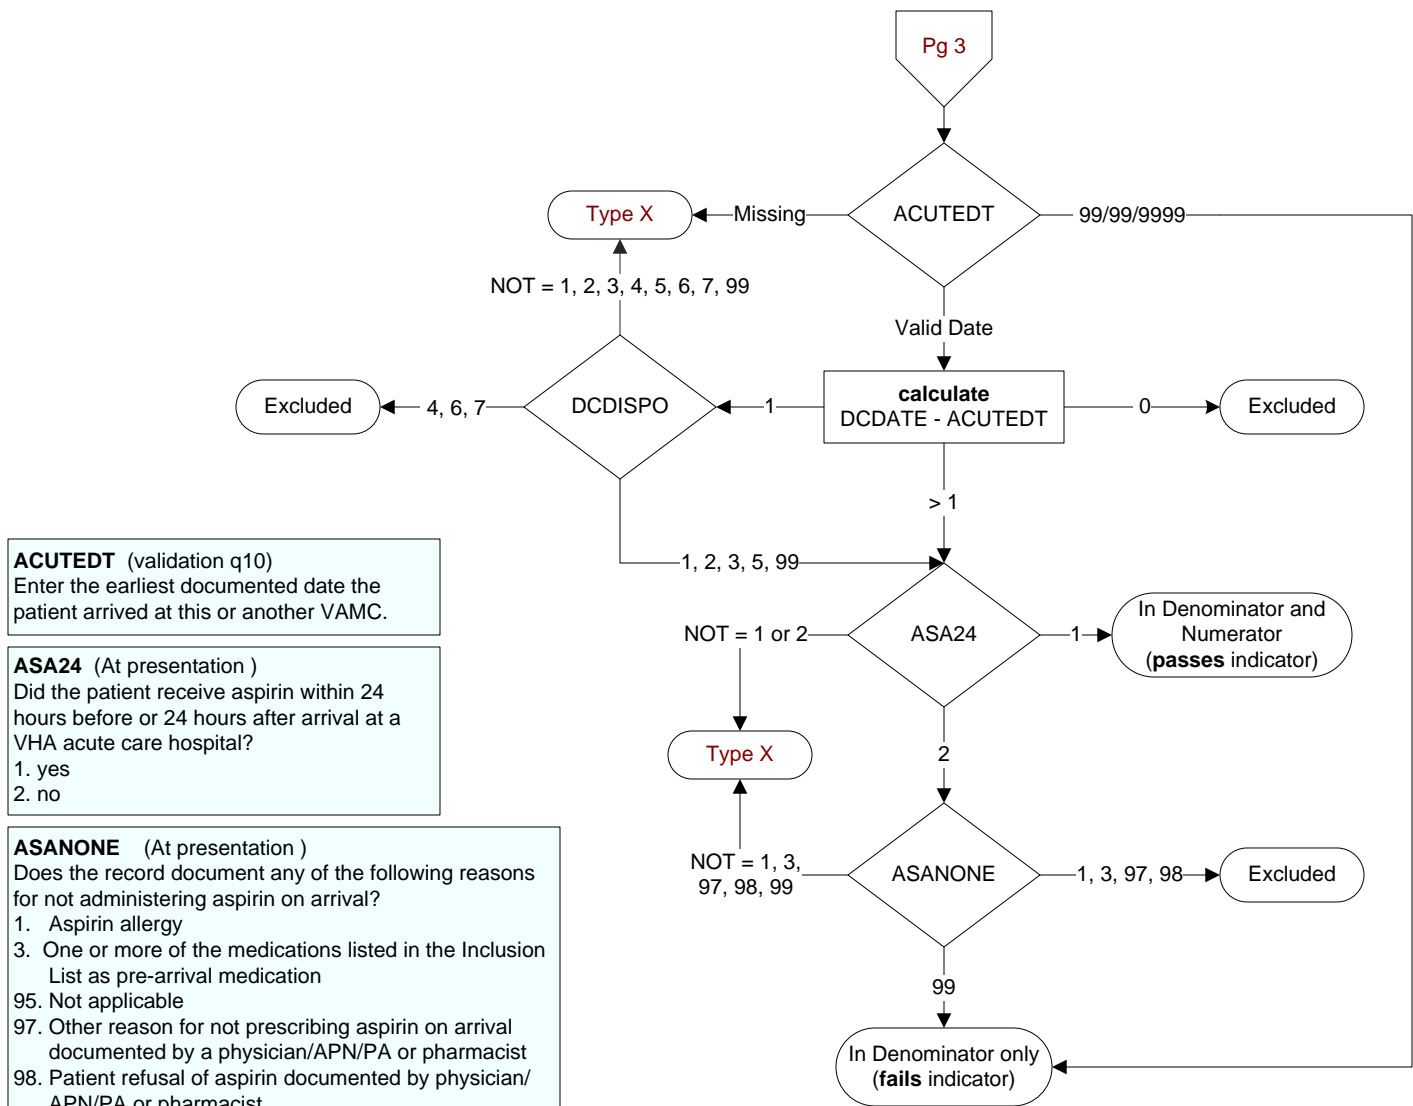 Pg 3
ACUTEDT
Missing
99/99/9999
Type X
NOT = 1, 2, 3, 4, 5, 6, 7, 99
Valid Date
calculate
DCDATE - ACUTEDT
0
Excluded
1
DCDISPO
4, 6, 7
Excluded
> 1
1, 2, 3, 5, 99
ASA24
NOT = 1 or 2
1
In Denominator and
Numerator
(passes indicator)
Type X
2
ASANONE
NOT = 1, 3,
97, 98, 99
1, 3, 97, 98
Excluded
99
In Denominator only
(fails indicator)
ACUTEDT (validation q10)
Enter the earliest documented date the
patient arrived at this or another VAMC.
ASA24 (At presentation )
Did the patient receive aspirin within 24
hours before or 24 hours after arrival at a
VHA acute care hospital?
1. yes
2. no
ASANONE (At presentation )
Does the record document any of the following reasons
for not administering aspirin on arrival?
1. Aspirin allergy
3. One or more of the medications listed in the Inclusion
List as pre-arrival medication
95. Not applicable
97. Other reason for not prescribing aspirin on arrival
documented by a physician/APN/PA or pharmacist
98. Patient refusal of aspirin documented by physician/
APN/PA or pharmacist